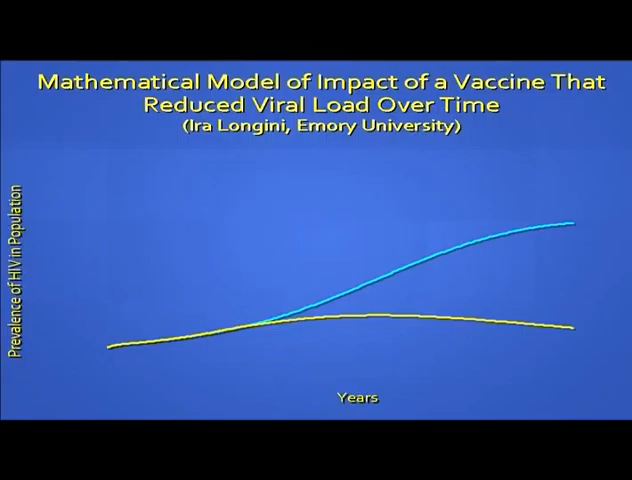 Mathematical Model of Impact of a Vaccine That
Reduced Viral Load Over Time
(Ira Longini, Emory University)
Prevalence of HIV in Population
Years